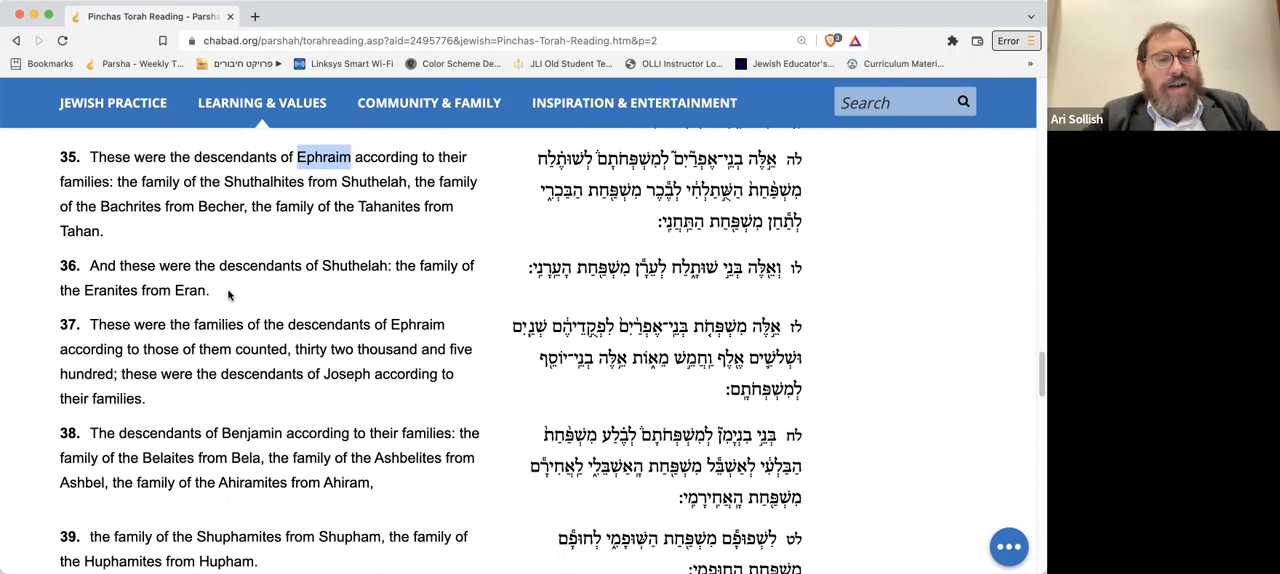 Pinchas Torah Reading - Parsha
chabad.org/parshah/torahreading.asp?aid=2495776&jewish=Pinchas-Torah-Reading.htm&p=2
Error
Bookmarks
Parsha - Weekly T...
פרויקט חיבורים
Linksys Smart Wi-Fi
Color Scheme De...
JLI Old Student Te...
OLLI Instructor Lo...
Jewish Educator's...
Curriculum Materi...
JEWISH PRACTICE
LEARNING & VALUES
COMMUNITY & FAMILY
INSPIRATION & ENTERTAINMENT
Search
Ari Sollish
35. These were the descendants of Ephraim according to their
families: the family of the Shuthalhites from Shuthelah, the family
of the Bachrites from Becher, the family of the Tahanites from
Tahan.
לה אֵ֣לֶּה בְנֵֽי־אֶפְרַ֘יִם֘ לְמִשְׁפְּחֹתָם֒ לְשׁוּתֶ֗לַח
מִשְׁפַּ֨חַת֙ הַשֻּׁ֣תַלְחִ֔י לְבֶ֕כֶר מִשְׁפַּ֖חַת הַבַּכְרִ֑י
לְתַ֕חַן מִשְׁפַּ֖חַת הַתַּֽחֲנִֽי:
36. And these were the descendants of Shuthelah: the family of
the Eranites from Eran.
לו וְאֵ֖לֶּה בְּנֵ֣י שׁוּתָ֑לַח לְעֵרָ֕ן מִשְׁפַּ֖חַת הָעֵֽרָנִֽי:
37. These were the families of the descendants of Ephraim
according to those of them counted, thirty two thousand and five
hundred; these were the descendants of Joseph according to
their families.
לז אֵ֣לֶּה מִשְׁפְּחֹ֤ת בְּנֵֽי־אֶפְרַ֨יִם֙ לִפְקֻ֣דֵיהֶ֔ם שְׁנַ֧יִם
וּשְׁלשִׁ֛ים אֶ֖לֶף וַֽחֲמֵ֣שׁ מֵא֑וֹת אֵ֥לֶּה בְנֵֽי־יוֹסֵ֖ף
לְמִשְׁפְּחֹתָֽם:
38. The descendants of Benjamin according to their families: the
family of the Belaites from Bela, the family of the Ashbelites from
Ashbel, the family of the Ahiramites from Ahiram,
לח בְּנֵ֣י בִנְיָמִן֘ לְמִשְׁפְּחֹתָם֒ לְבֶ֗לַע מִשְׁפַּ֨חַת֙
הַבַּלְעִ֔י לְאַשְׁבֵּ֕ל מִשְׁפַּ֖חַת הָֽאַשְׁבֵּלִ֑י לַֽאֲחִירָ֕ם
מִשְׁפַּ֖חַת הָֽאֲחִֽירָמִֽי:
39. the family of the Shuphamites from Shupham, the family of
the Huphamites from Hupham.
לט לִשְׁפוּפָ֕ם מִשְׁפַּ֖חַת הַשּֽׁוּפָמִ֑י לְחוּפָ֕ם
מִשְׁפַּ֖חַת הַחֽוּפָמִֽי: